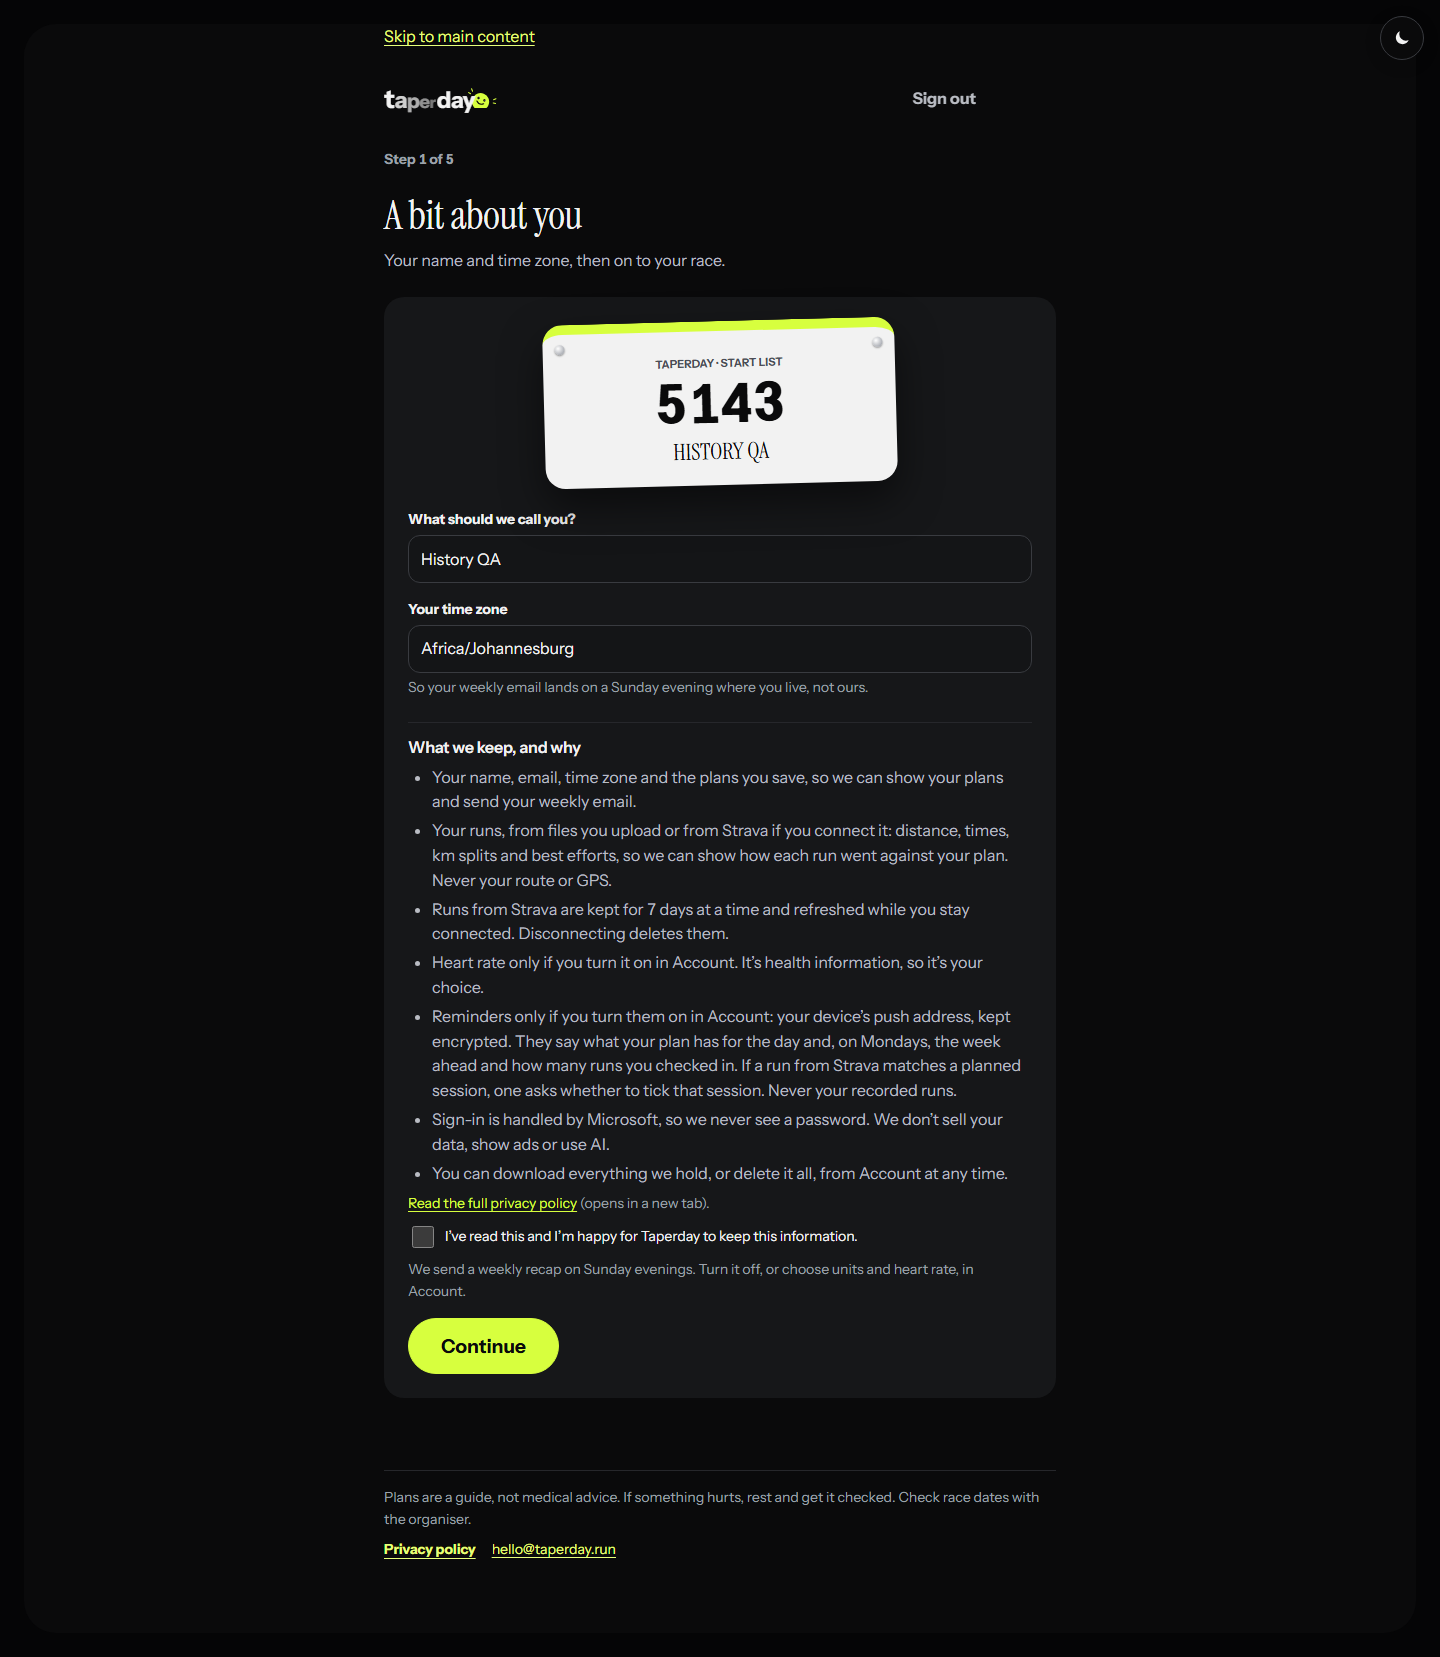 Skip to main content
taperday
Sign out
Step 1 of 5
A bit about you
Your name and time zone, then on to your race.
TAPERDAY · START LIST
5143
HISTORY QA
What should we call you?
History QA
Your time zone
Africa/Johannesburg
So your weekly email lands on a Sunday evening where you live, not ours.
What we keep, and why
• Your name, email, time zone and the plans you save, so we can show your plans
and send your weekly email.
• Your runs, from files you upload or from Strava if you connect it: distance, times,
km splits and best efforts, so we can show how each run went against your plan.
Never your route or GPS.
• Runs from Strava are kept for 7 days at a time and refreshed while you stay
connected. Disconnecting deletes them.
• Heart rate only if you turn it on in Account. It’s health information, so it’s your
choice.
• Reminders only if you turn them on in Account: your device’s push address, kept
encrypted. They say what your plan has for the day and, on Mondays, the week
ahead and how many runs you checked in. If a run from Strava matches a planned
session, one asks whether to tick that session. Never your recorded runs.
• Sign-in is handled by Microsoft, so we never see a password. We don’t sell your
data, show ads or use AI.
• You can download everything we hold, or delete it all, from Account at any time.
Read the full privacy policy (opens in a new tab).
I’ve read this and I’m happy for Taperday to keep this information.
We send a weekly recap on Sunday evenings. Turn it off, or choose units and heart rate, in
Account.
Continue
Plans are a guide, not medical advice. If something hurts, rest and get it checked. Check race dates with
the organiser.
Privacy policy hello@taperday.run